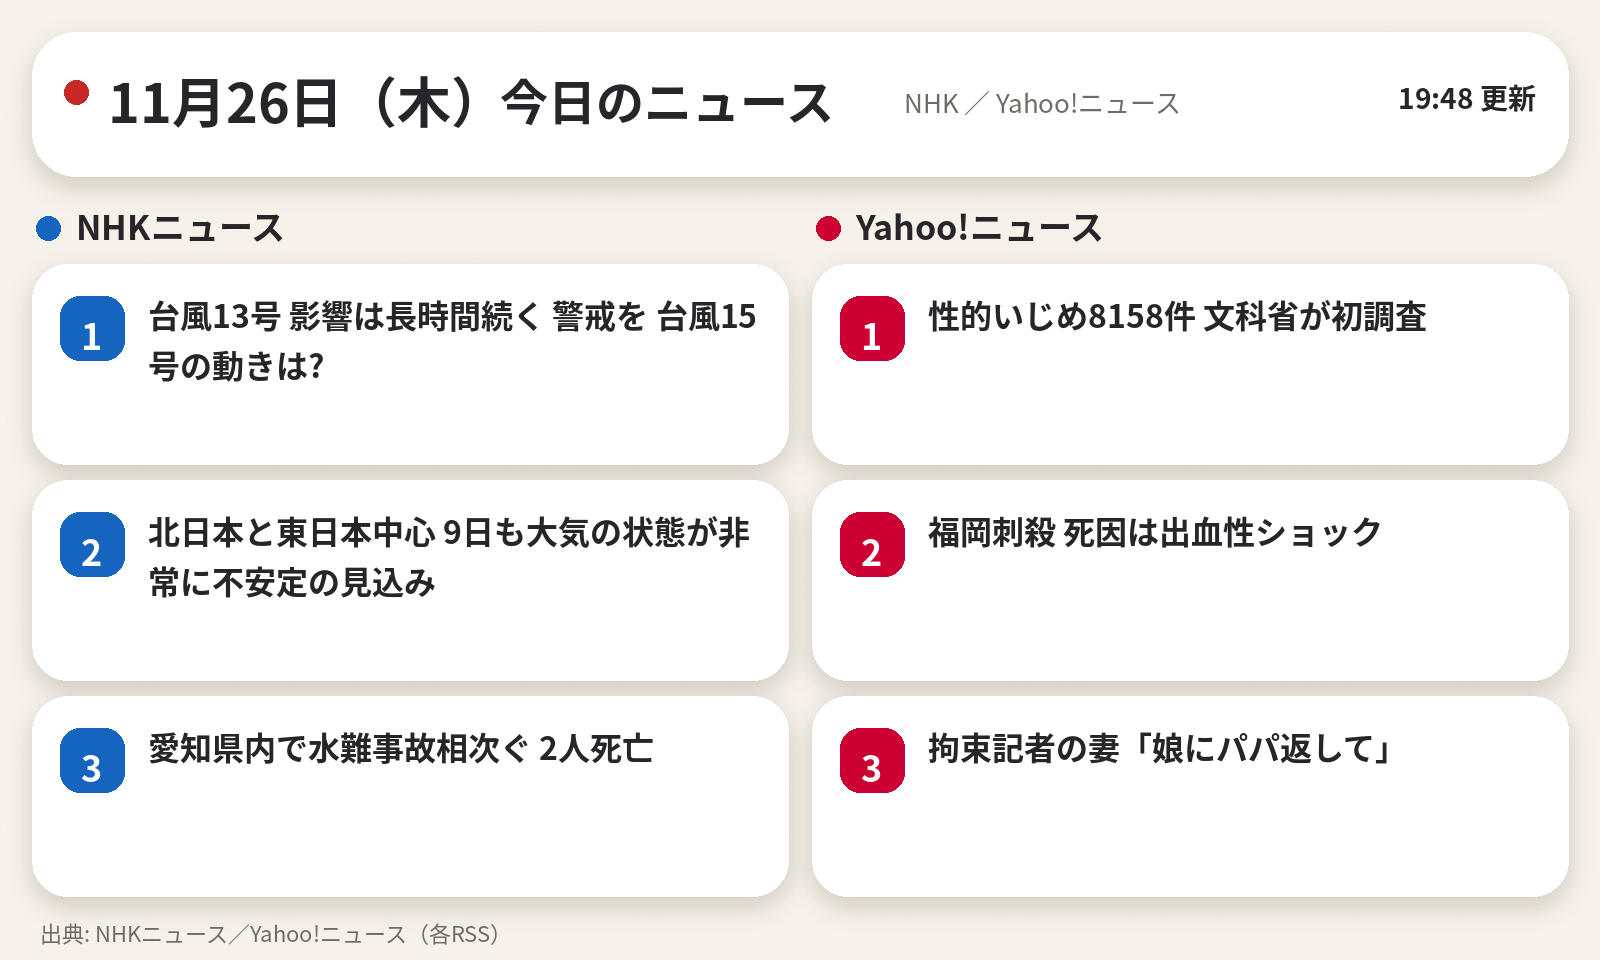 11月26日（木）今日のニュース
NHK ／ Yahoo!ニュース
19:48 更新
NHKニュース
1
台風13号 影響は長時間続く 警戒を 台風15
号の動きは?
2
北日本と東日本中心 9日も大気の状態が非
常に不安定の見込み
3
愛知県内で水難事故相次ぐ 2人死亡
Yahoo!ニュース
1
性的いじめ8158件 文科省が初調査
2
福岡刺殺 死因は出血性ショック
3
拘束記者の妻「娘にパパ返して」
出典: NHKニュース／Yahoo!ニュース（各RSS）